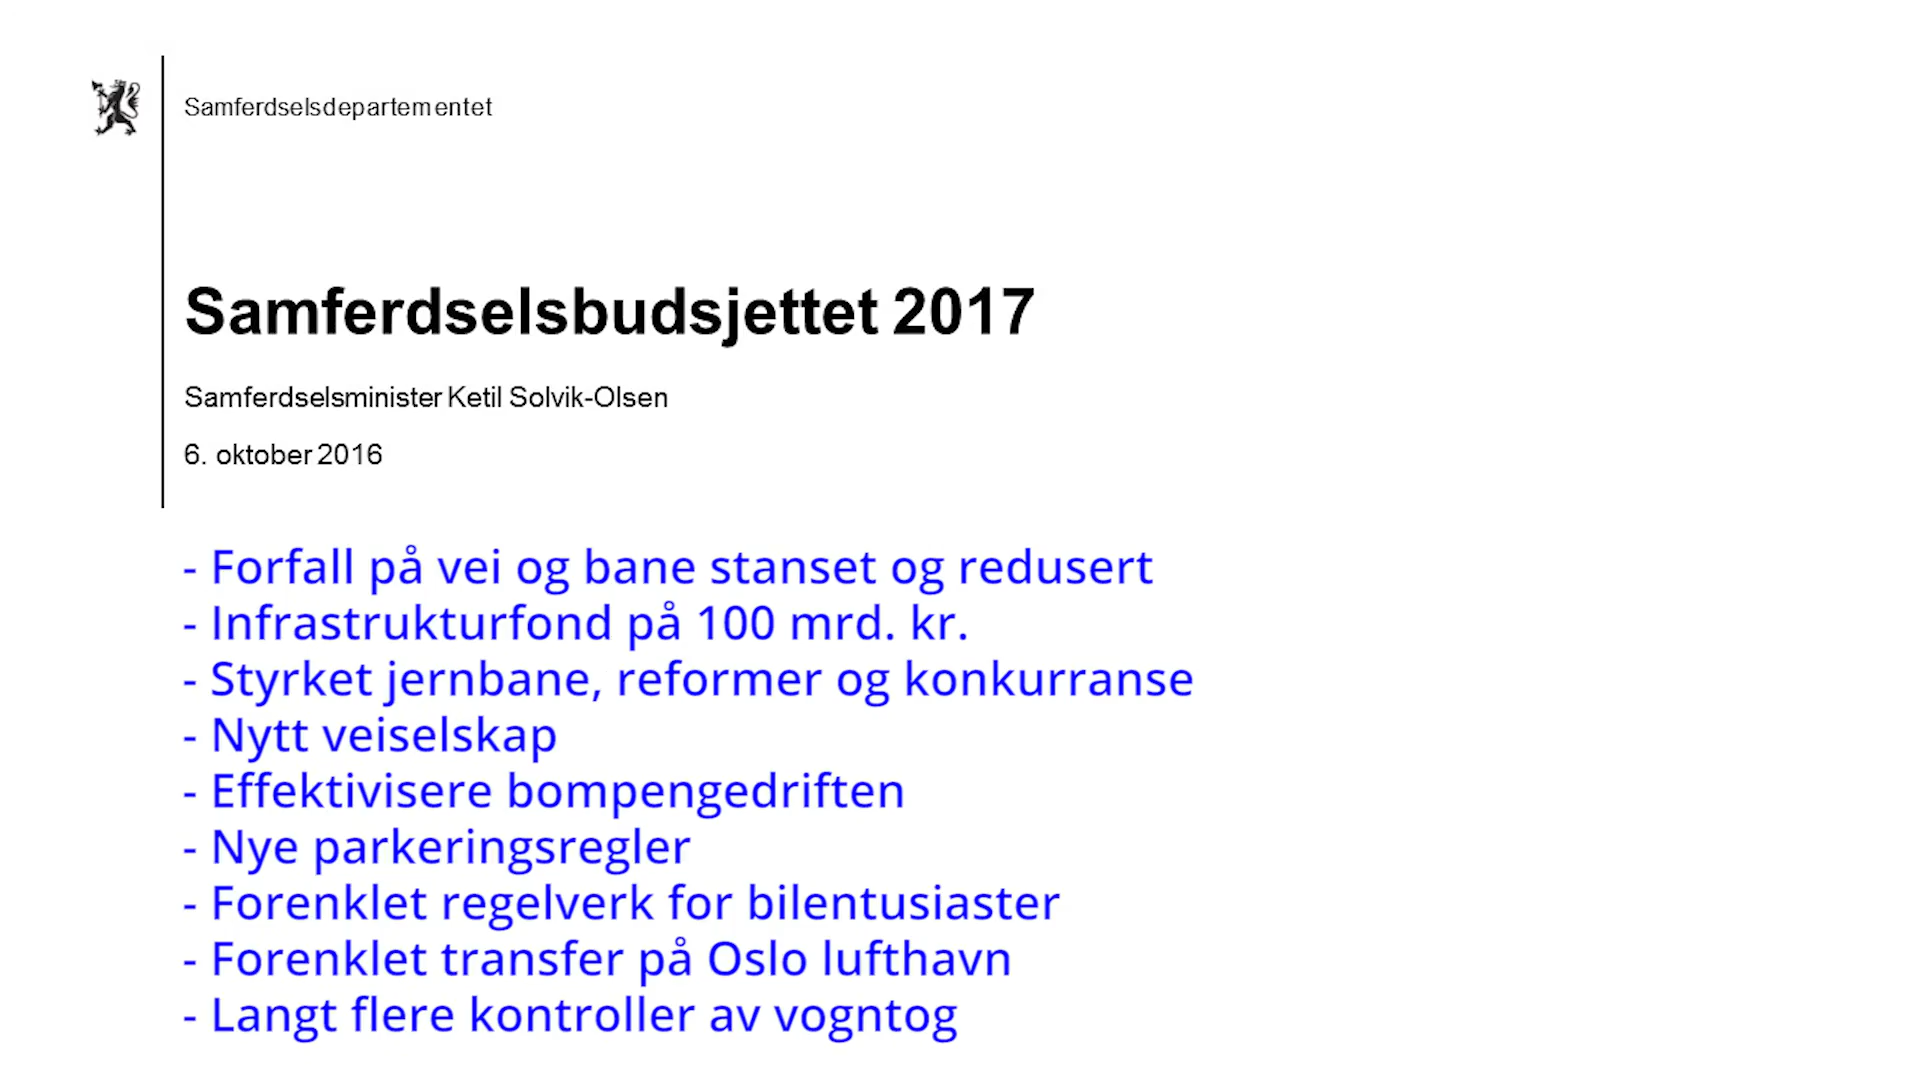 Samferdselsdepartementet
Samferdselsbudsjettet 2017
Samferdselsminister Ketil Solvik-Olsen
6. oktober 2016
- Forfall på vei og bane stanset og redusert
- Infrastrukturfond på 100 mrd. kr.
- Styrket jernbane, reformer og konkurranse
- Nytt veiselskap
- Effektivisere bompengedriften
- Nye parkeringsregler
- Forenklet regelverk for bilentusiaster
- Forenklet transfer på Oslo lufthavn
- Langt flere kontroller av vogntog